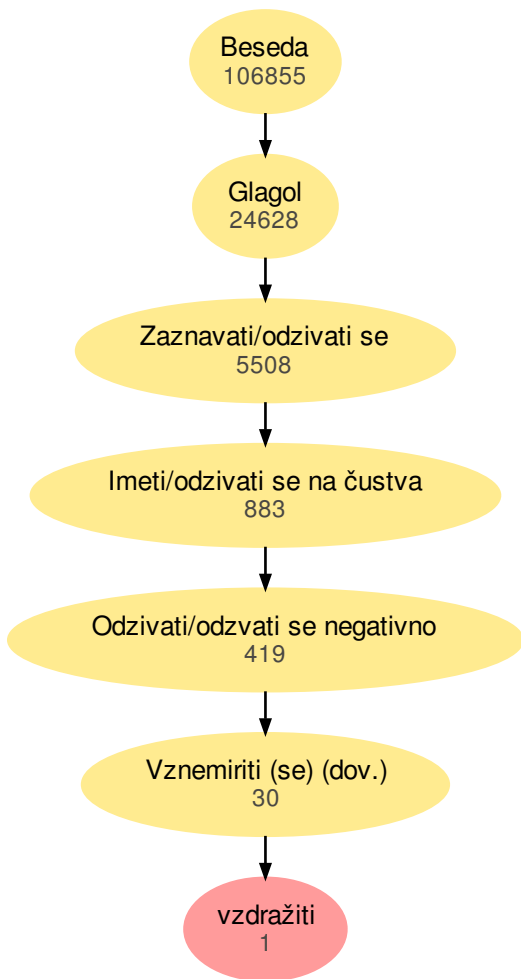 Beseda
106855
Glagol
24628
Zaznavati/odzivati se
5508
Imeti/odzivati se na čustva
883
Odzivati/odzvati se negativno
419
Vznemiriti (se) (dov.)
30
vzdražiti
1